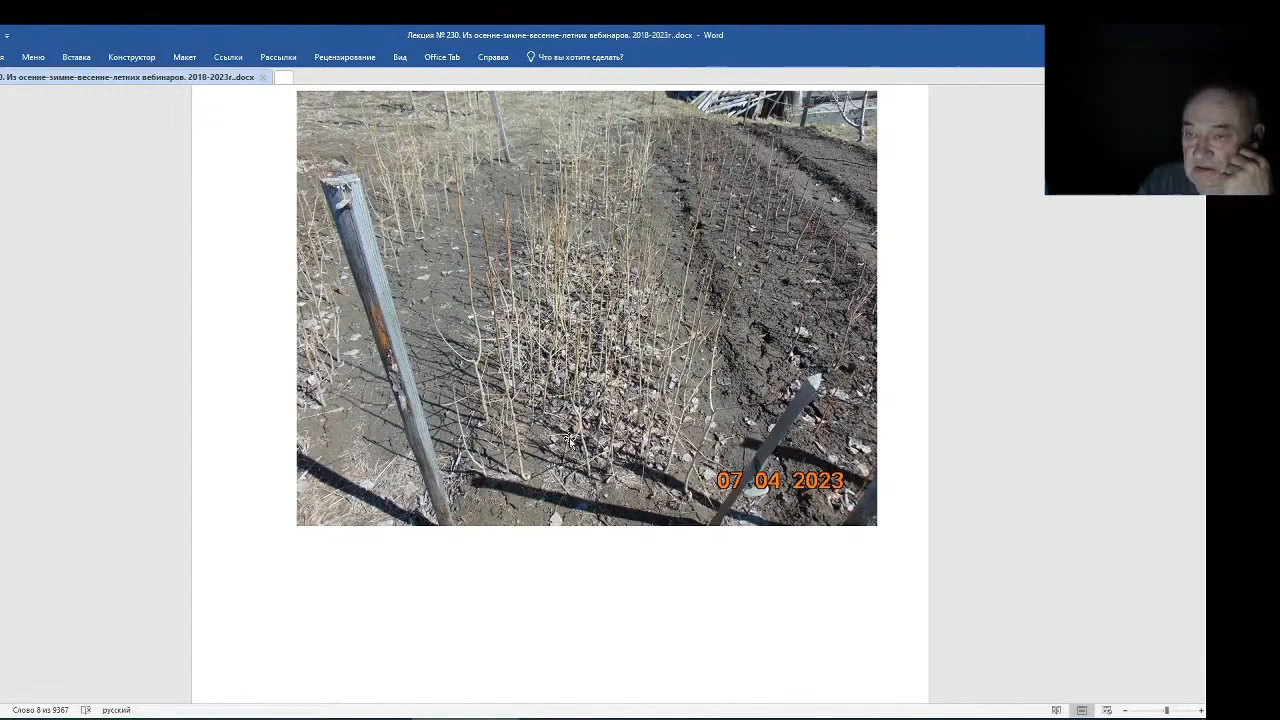 Лекция № 230. Из осенне-зимне-весенне-летних вебинаров. 2018-2023г..docx - Word
Меню Вставка Конструктор Макет Ссылки Рассылки Рецензирование Вид Office Tab Справка Что вы хотите сделать?
0. Из осенне-зимне-весенне-летних вебинаров. 2018-2023г..docx
07 04 2023
Слово 8 из 9367 русский